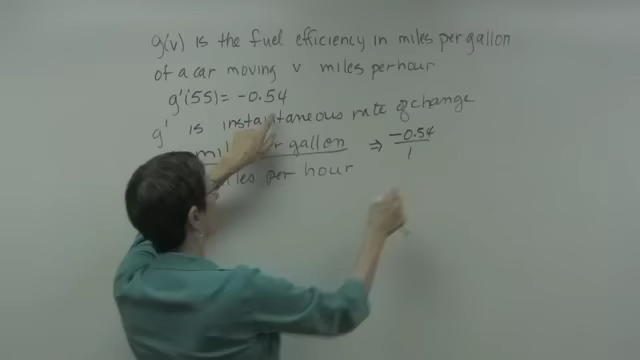 g(v) is the fuel efficiency in miles per gallon
of a car moving v miles per hour
g'(55) = -0.54
g' is instantaneous rate of change
gallon ⇒ -0.54/1
per hour